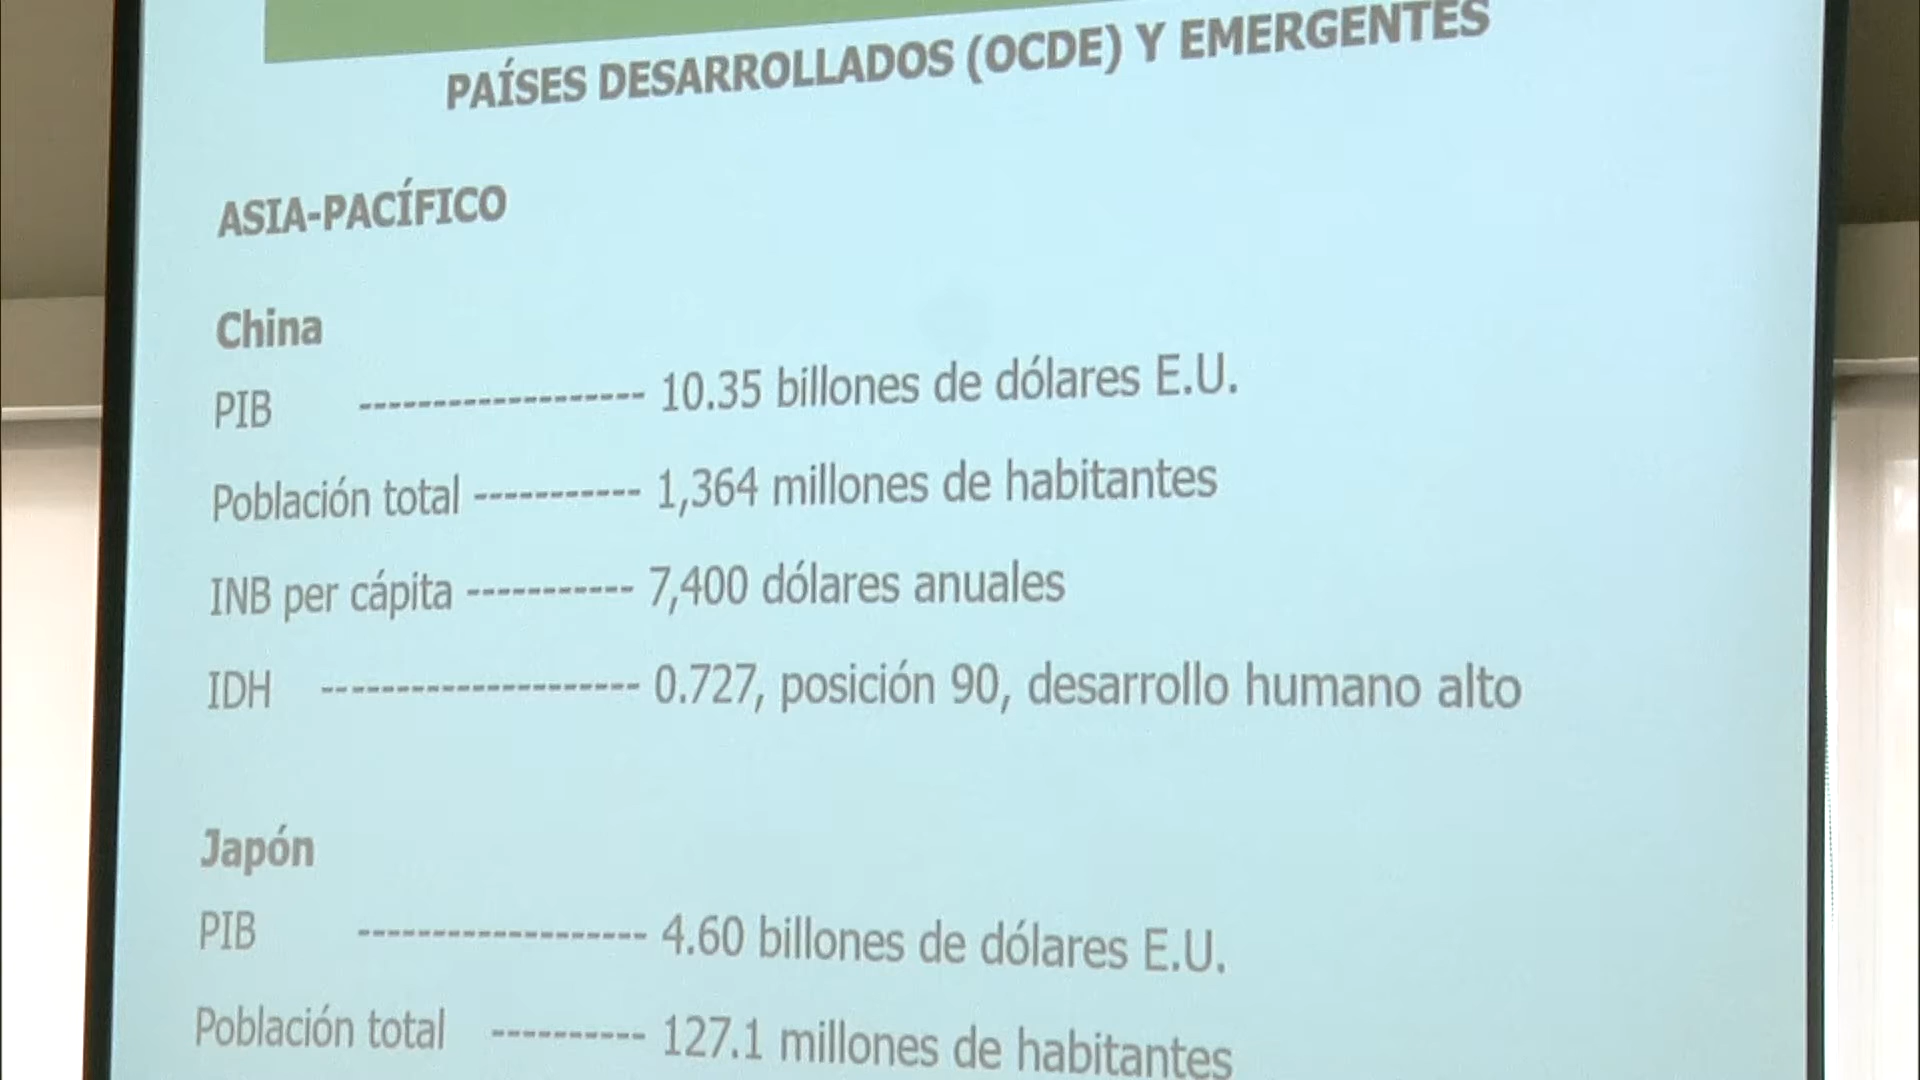 PAÍSES DESARROLLADOS (OCDE) Y EMERGENTES
ASIA-PACÍFICO
China
PIB ------------------- 10.35 billones de dólares E.U.
Población total ----------- 1,364 millones de habitantes
INB per cápita ----------- 7,400 dólares anuales
IDH --------------------- 0.727, posición 90, desarrollo humano alto
Japón
PIB ------------------- 4.60 billones de dólares E.U.
Población total ---------- 127.1 millones de habitantes